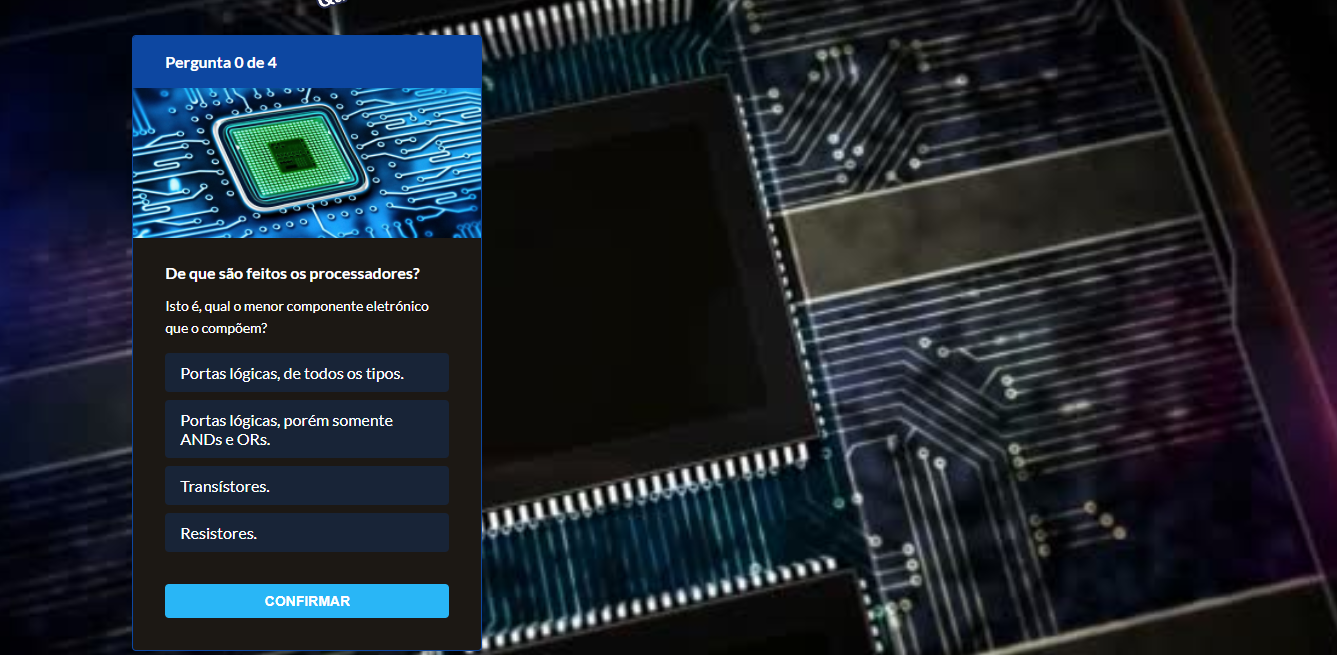 Pergunta 0 de 4
De que são feitos os processadores?
Isto é, qual o menor componente eletrónico
que o compõem?
Portas lógicas, de todos os tipos.
Portas lógicas, porém somente
ANDs e ORs.
Transístores.
Resistores.
CONFIRMAR